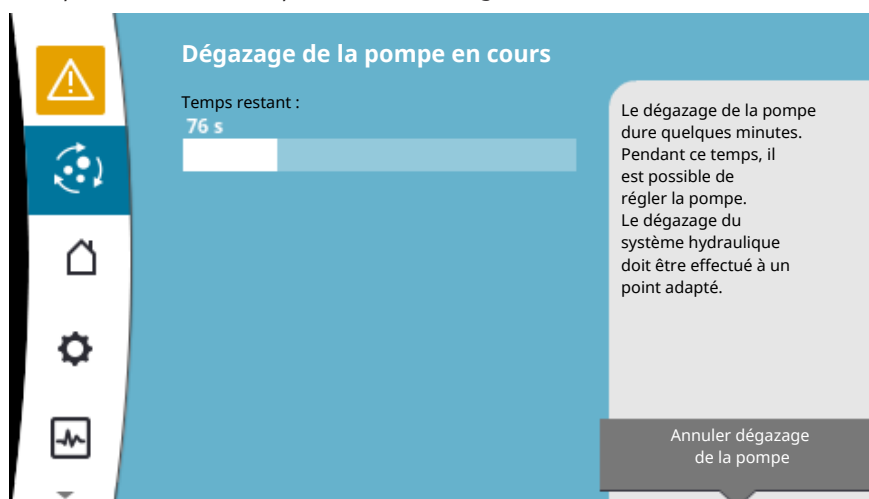 Dégazage de la pompe en cours
Temps restant :
76 s
Le dégazage de la pompe
dure quelques minutes.
Pendant ce temps, il
est possible de
régler la pompe.
Le dégazage du
système hydraulique
doit être effectué à un
point adapté.
Annuler dégazage
de la pompe